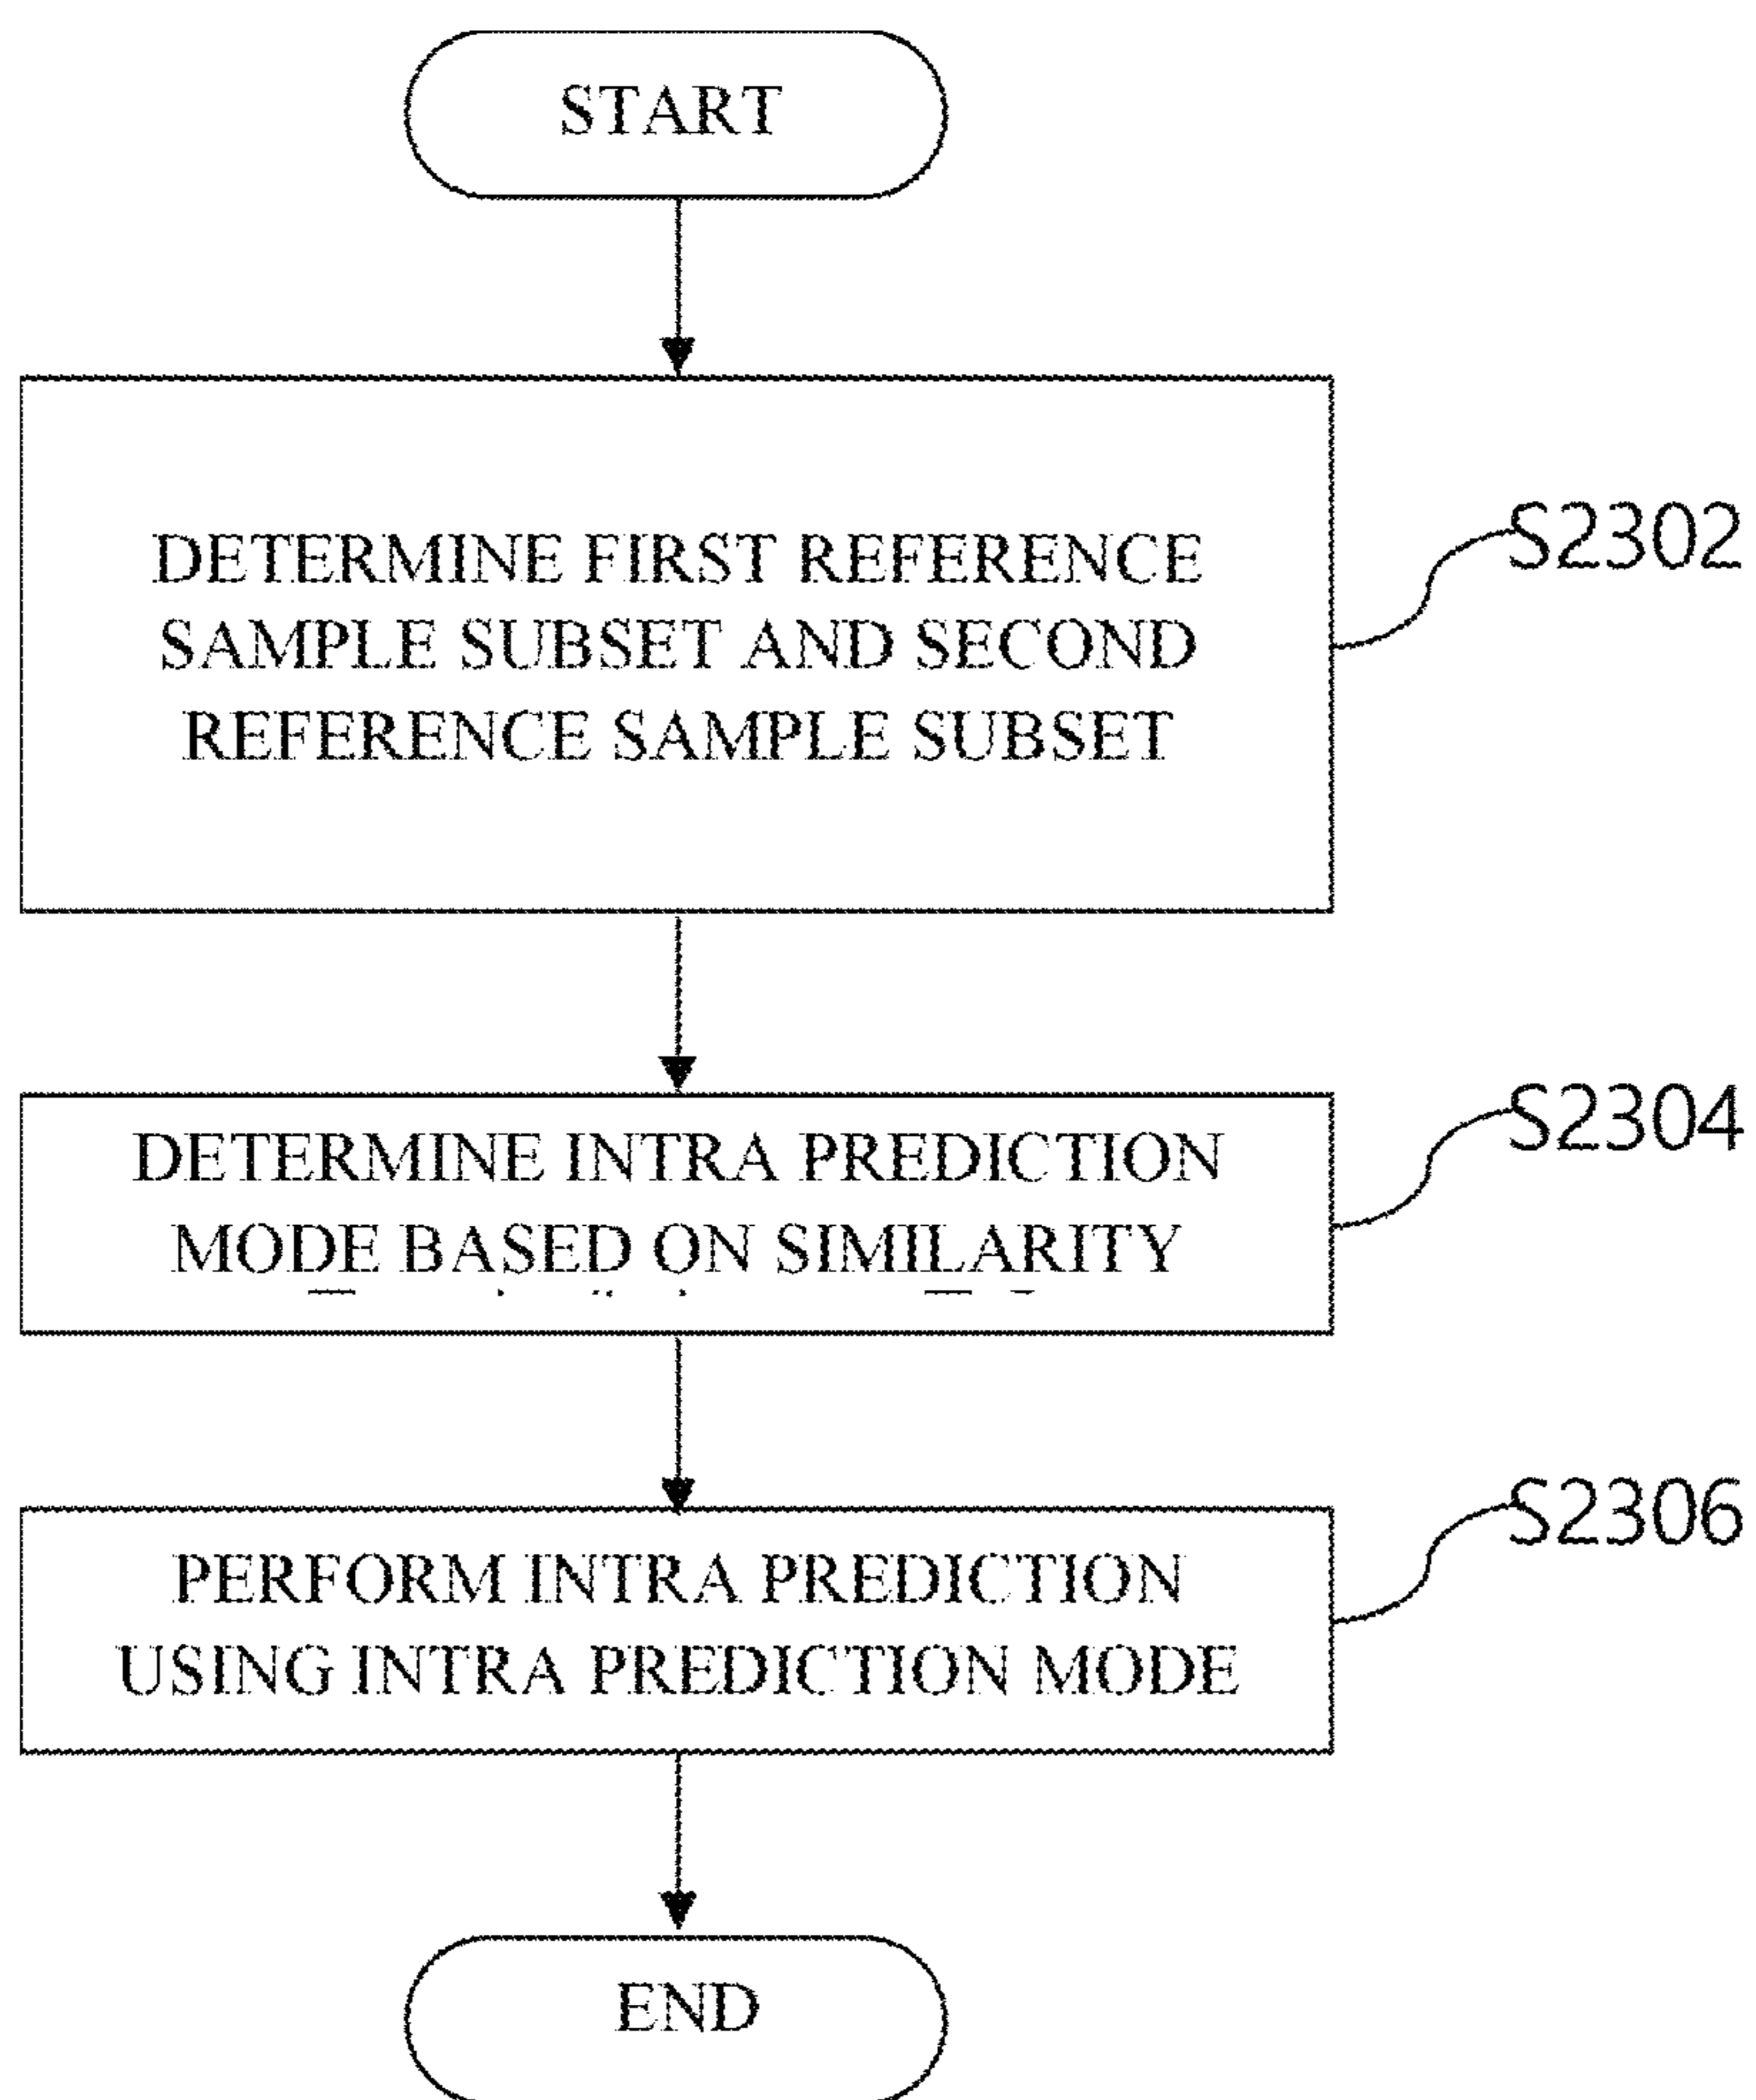 START
DETERMINE FIRST REFERENCE
SAMPLE SUBSET AND SECOND
REFERENCE SAMPLE SUBSET
S2302
DETERMINE INTRA PREDICTION
MODE BASED ON SIMILARITY
S2304
PERFORM INTRA PREDICTION
USING INTRA PREDICTION MODE
S2306
END